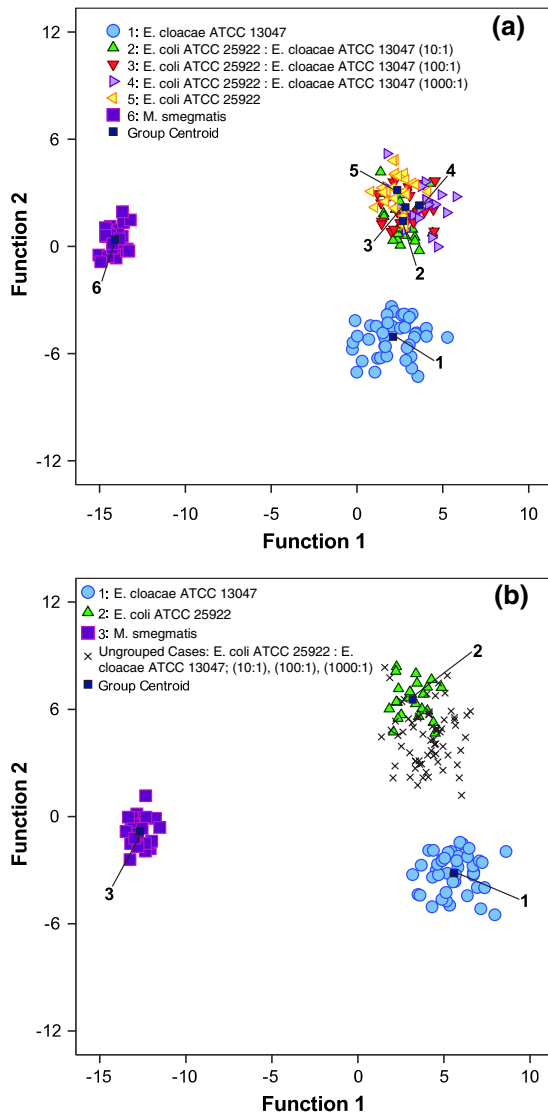 (a)
1: E. cloacae ATCC 13047
2: E. coli ATCC 25922 : E. cloacae ATCC 13047 (10:1)
3: E. coli ATCC 25922 : E. cloacae ATCC 13047 (100:1)
4: E. coli ATCC 25922 : E. cloacae ATCC 13047 (1000:1)
5: E. coli ATCC 25922
6: M. smegmatis
Group Centroid
12
6
0
-6
-12
Function 2
5
4
3
2
6
1
-15
-10
-5
0
5
10
Function 1
(b)
1: E. cloacae ATCC 13047
2: E. coli ATCC 25922
3: M. smegmatis
Ungrouped Cases: E. coli ATCC 25922 : E.
cloacae ATCC 13047; (10:1), (100:1), (1000:1)
Group Centroid
12
6
0
-6
-12
Function 2
2
3
1
-15
-10
-5
0
5
10
Function 1